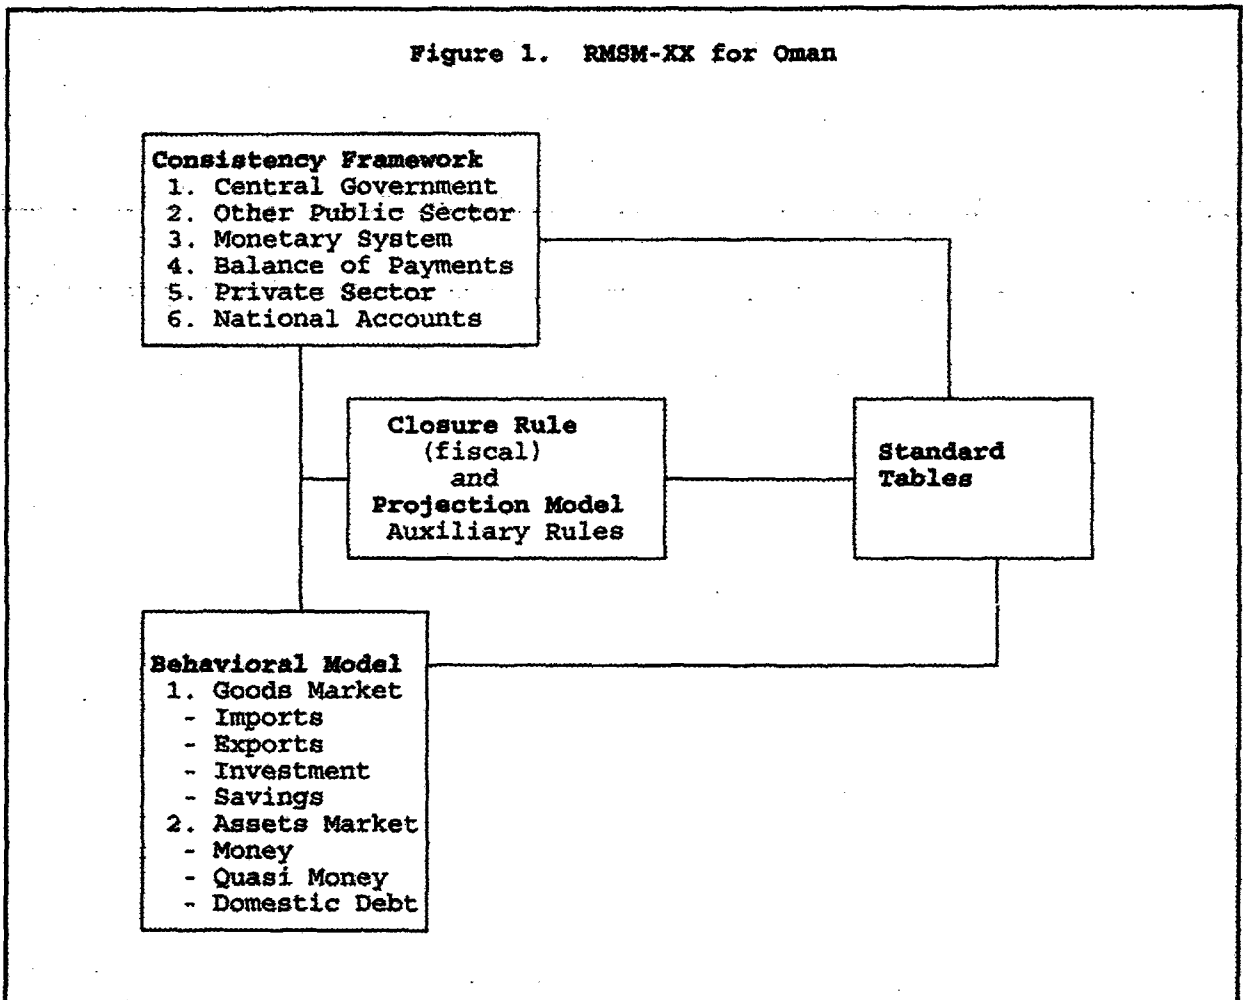 Figure 1. RMSM-XX for Oman
Consistency Framework
1. Central Government
2. Other Public Sector
3. Monetary System
4. Balance of Payments
5. Private Sector
6. National Accounts
Closure Rule
(fiscal)
and
Projection Model
Auxiliary Rules
Standard
Tables
Behavioral Model
1. Goods Market
- Imports
- Exports
- Investment
- Savings
2. Assets Market
- Money
- Quasi Money
- Domestic Debt